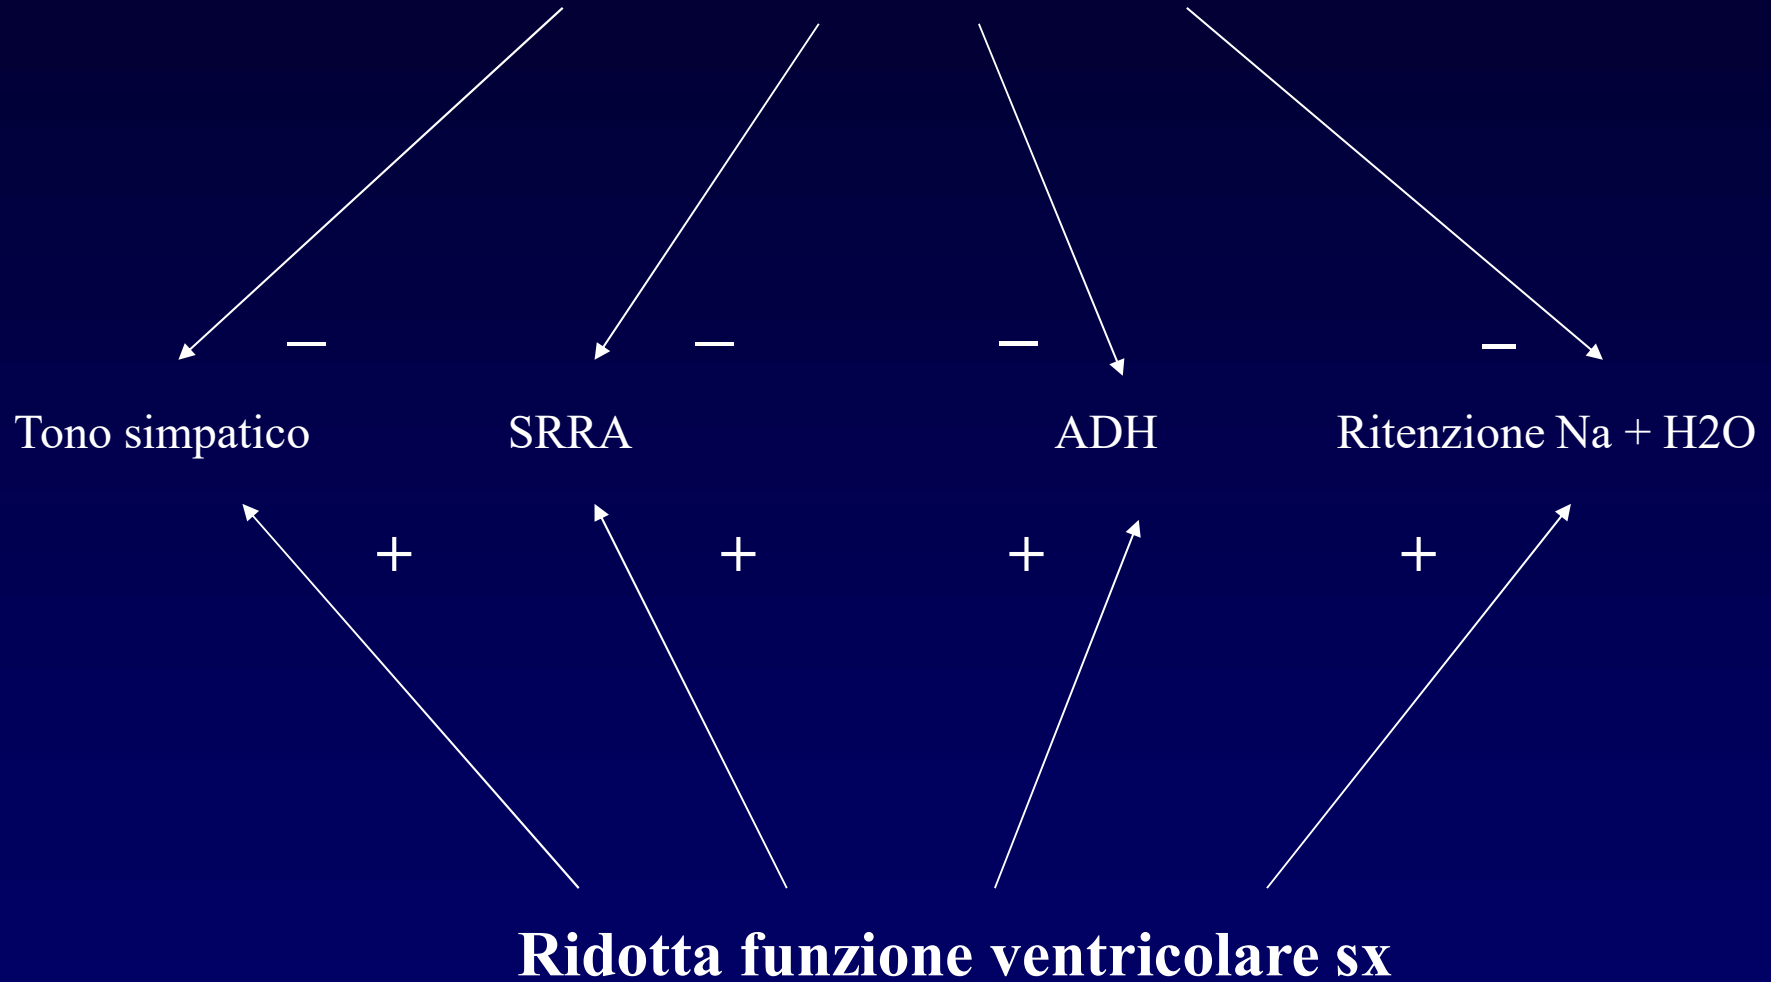 _ _ _ _
Tono simpatico SRRA ADH Ritenzione Na + H2O
+ + + +
Ridotta funzione ventricolare sx